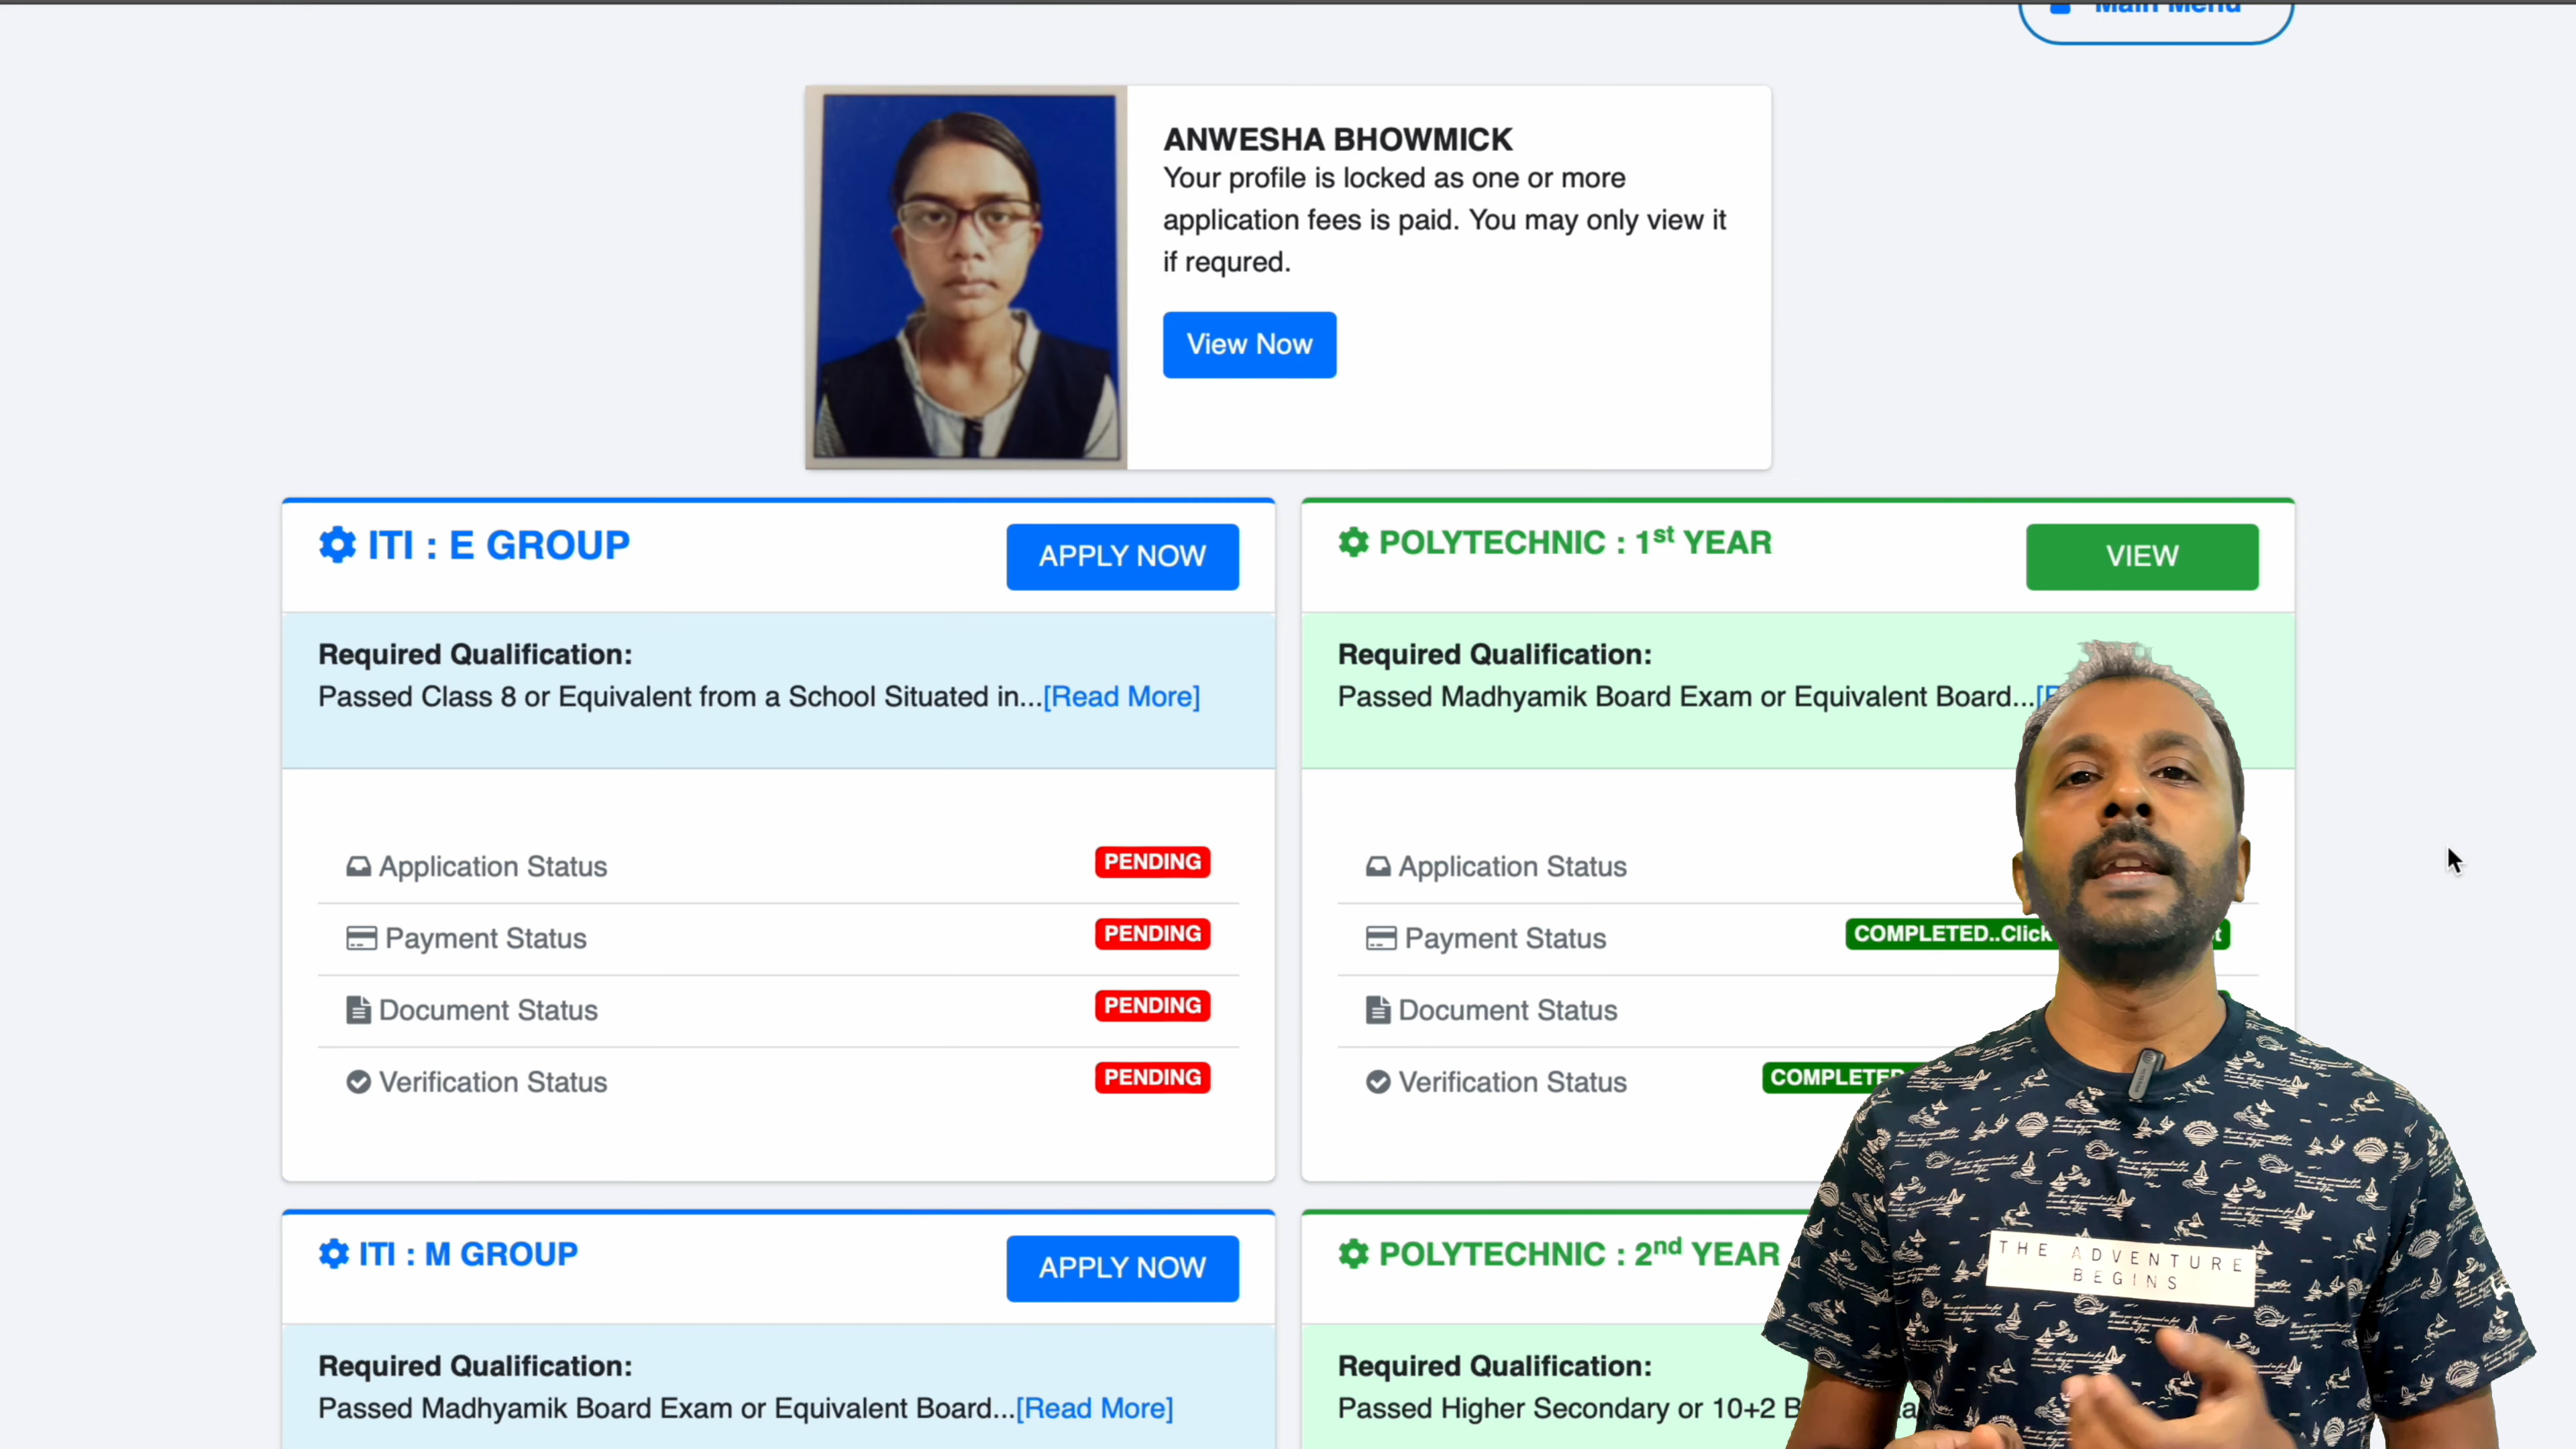 Main Menu
ANWESHA BHOWMICK
Your profile is locked as one or more
application fees is paid. You may only view it
if requred.
View Now
ITI : E GROUP
APPLY NOW
Required Qualification:
Passed Class 8 or Equivalent from a School Situated in...[Read More]
Application Status PENDING
Payment Status PENDING
Document Status PENDING
Verification Status PENDING
POLYTECHNIC : 1st YEAR
VIEW
Required Qualification:
Passed Madhyamik Board Exam or Equivalent Board...
Application Status
Payment Status COMPLETED..Click
Document Status
Verification Status COMPLETED
ITI : M GROUP
APPLY NOW
Required Qualification:
Passed Madhyamik Board Exam or Equivalent Board...[Read More]
POLYTECHNIC : 2nd YEAR
Required Qualification:
Passed Higher Secondary or 10+2
THE ADVENTURE
BEGINS